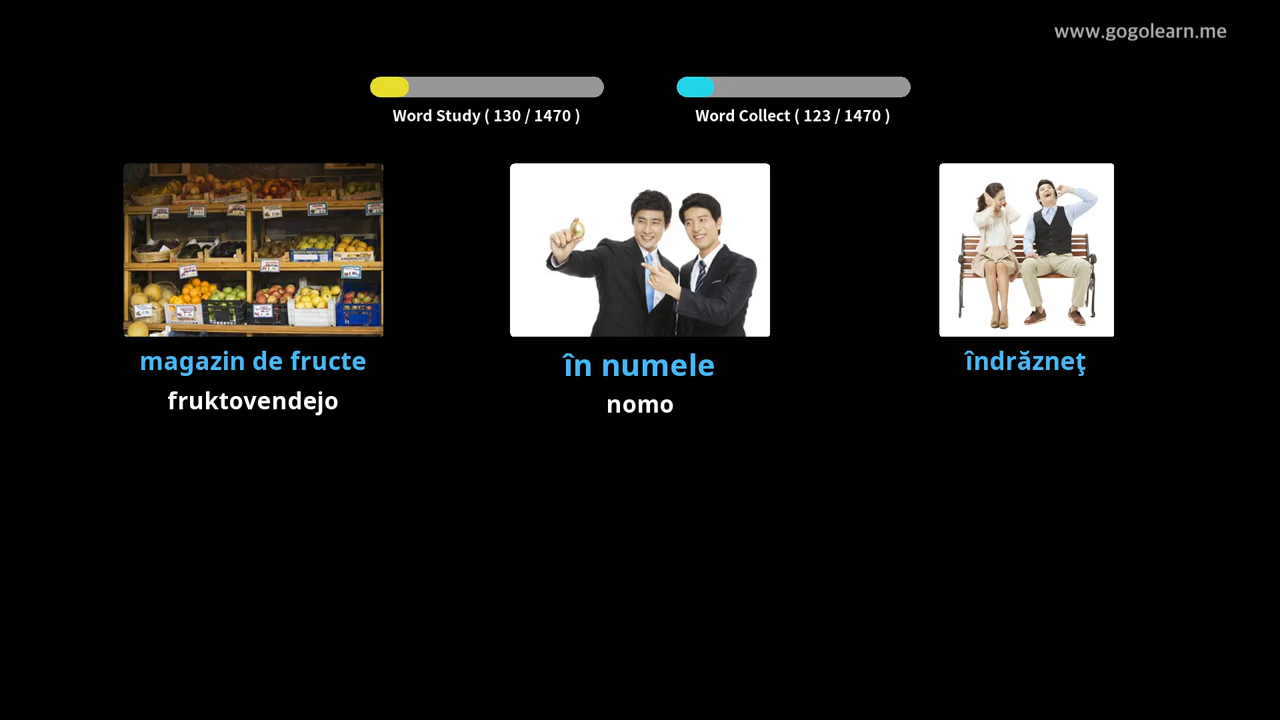 www.gogolearn.me
Word Study ( 130 / 1470 )
Word Collect ( 123 / 1470 )
magazin de fructe
fruktovendejo
în numele
nomo
îndrăzneţ